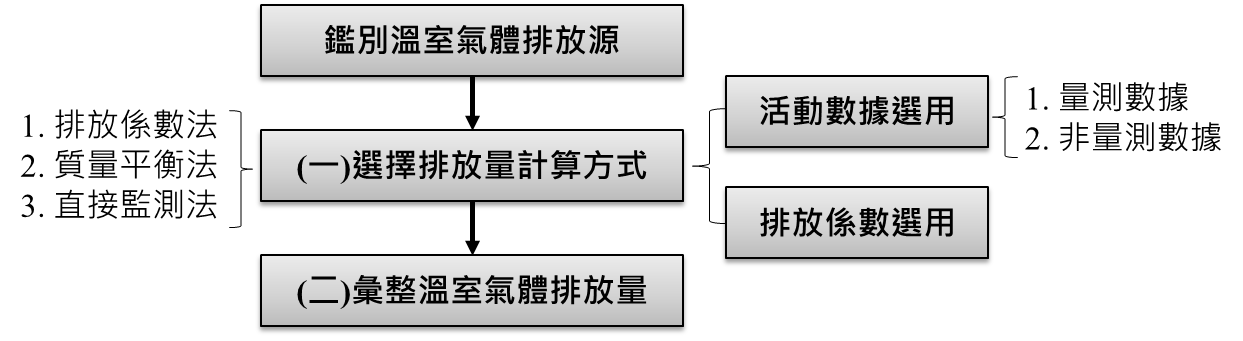 鑑別溫室氣體排放源
1. 排放係數法
2. 質量平衡法
3. 直接監測法
(一)選擇排放量計算方式
活動數據選用
1. 量測數據
2. 非量測數據
排放係數選用
(二)彙整溫室氣體排放量